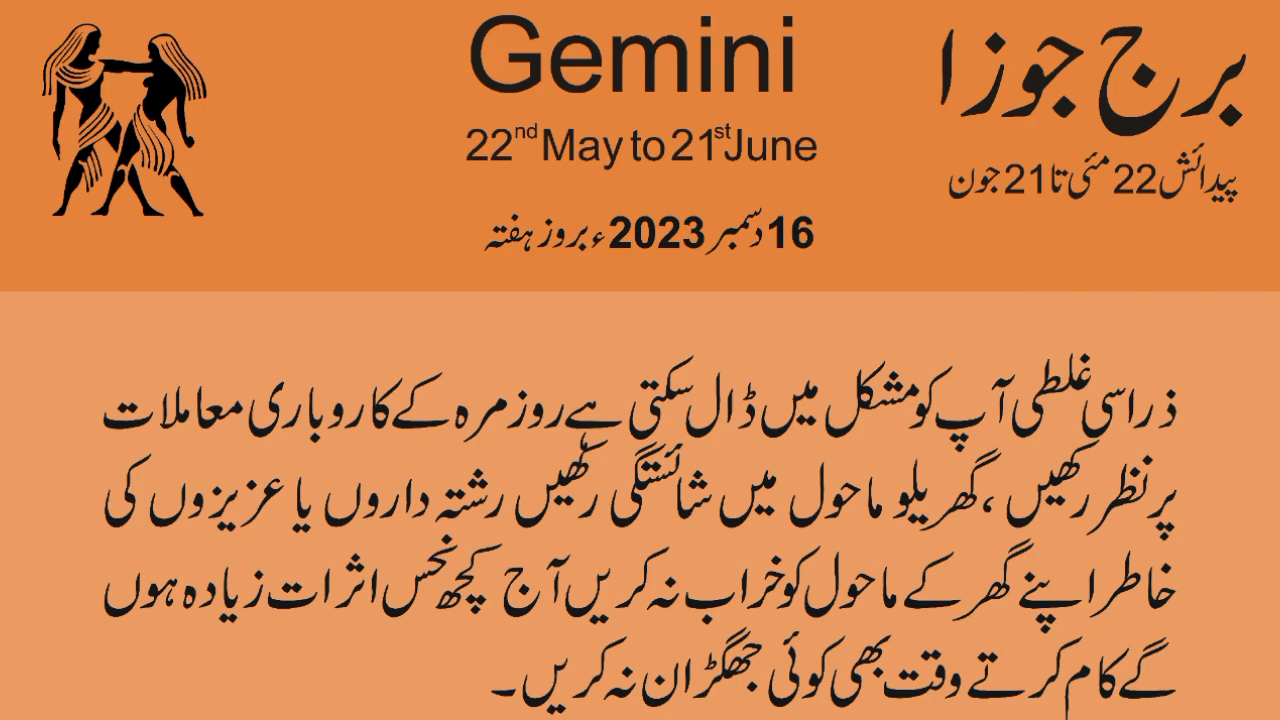 Gemini
22nd May to 21st June
برج جوزا
پیدائش 22 مئی تا 21 جون
16 دسمبر 2023ء بروز ہفتہ
ذرا سی غلطی آپ کو مشکل میں ڈال سکتی ہے روزمرہ کے کاروباری معاملات
پر نظر رکھیں ، گھریلو ماحول میں شائستگی رکھیں رشتہ داروں یا عزیزوں کی
خاطر اپنے گھر کے ماحول کو خراب نہ کریں آج کچھ نحس اثرات زیادہ ہوں
گے کام کرتے وقت بھی کوئی جھگڑا ن نہ کریں۔